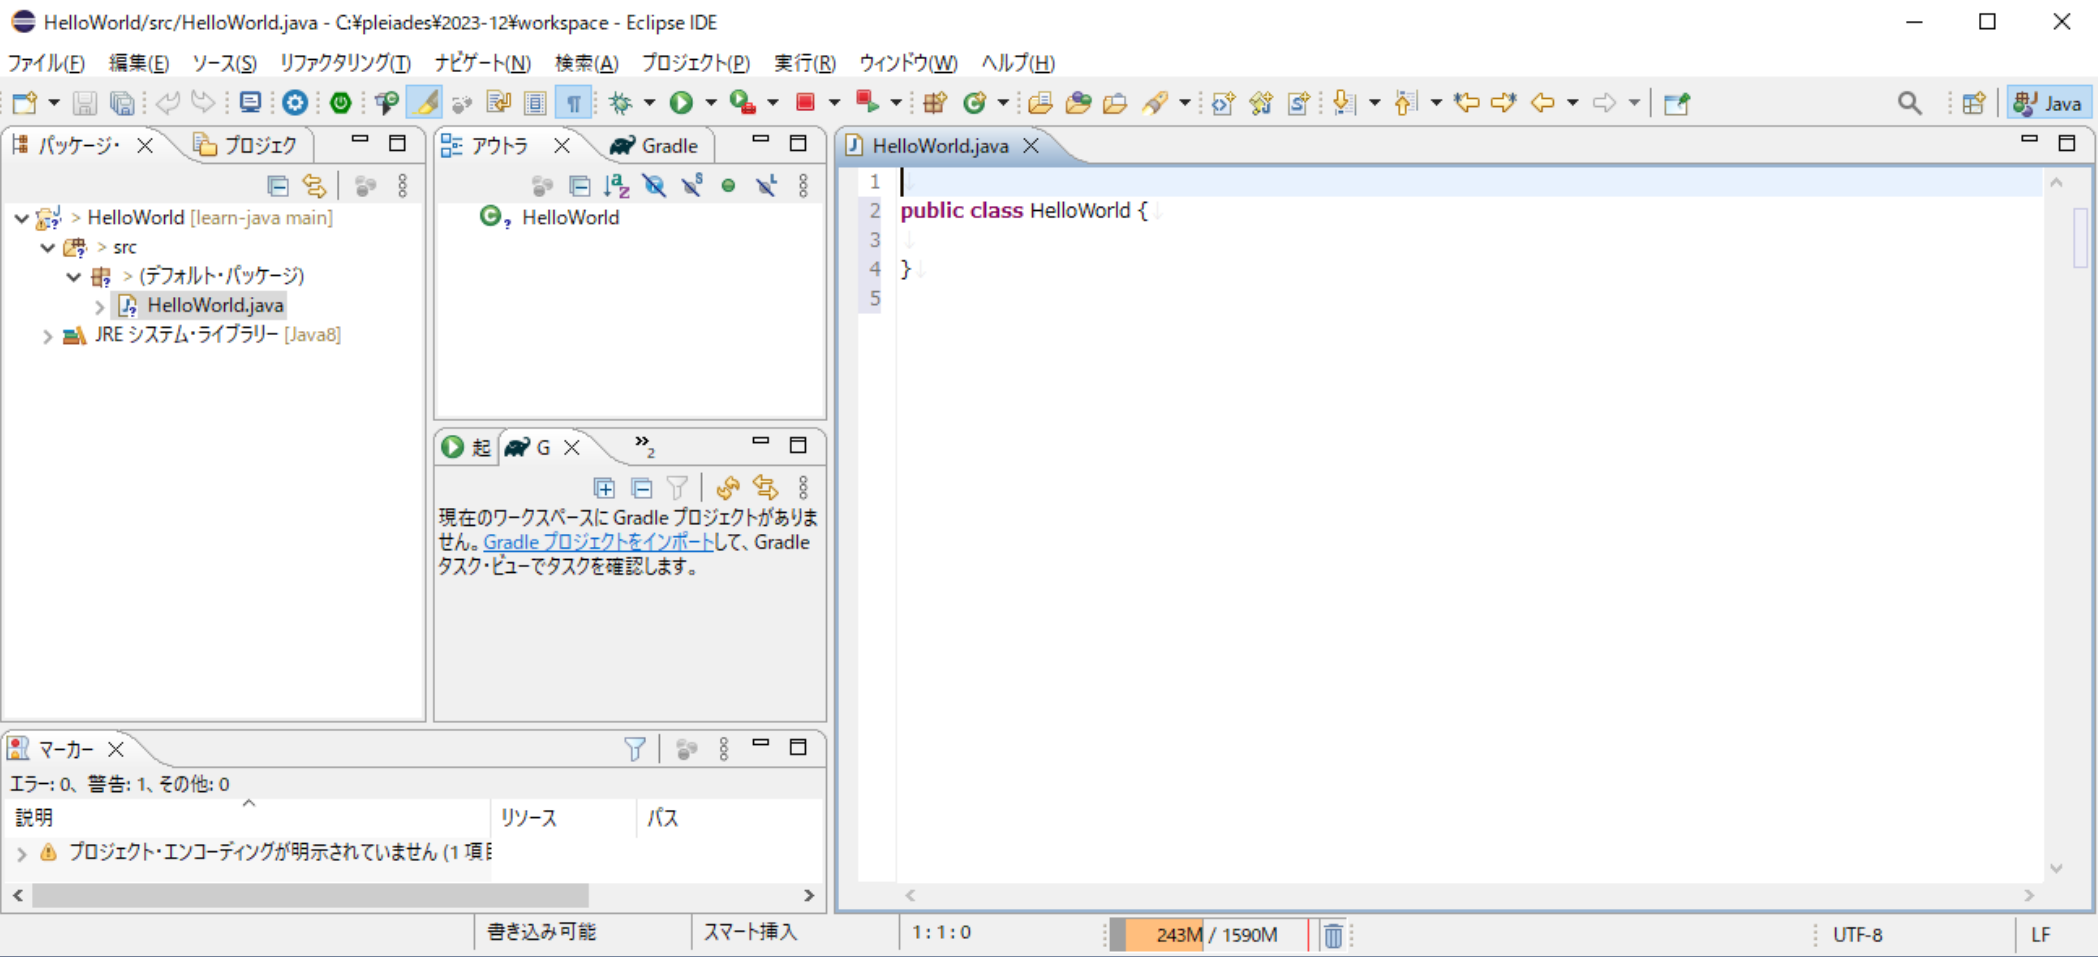 HelloWorld/src/HelloWorld.java - C:¥pleiades¥2023-12¥workspace - Eclipse IDE
ファイル(F) 編集(E) ソース(S) リファクタリング(T) ナビゲート(N) 検索(A) プロジェクト(P) 実行(R) ウィンドウ(W) ヘルプ(H)
Java
パッケージ・ プロジェク
> HelloWorld [learn-java main]
> src
> (デフォルト・パッケージ)
HelloWorld.java
JRE システム・ライブラリー [Java8]
アウトラ Gradle
HelloWorld
起 G »2
現在のワークスペースに Gradle プロジェクトがありま
せん。Gradle プロジェクトをインポートして、Gradle
タスク・ビューでタスクを確認します。
マーカー
エラー: 0、警告: 1、その他: 0
説明 リソース パス
プロジェクト・エンコーディングが明示されていません (1 項目
HelloWorld.java
1 ↓
2 public class HelloWorld {↓
3 ↓
4 }↓
5
書き込み可能 スマート挿入 1:1:0 243M / 1590M UTF-8 LF